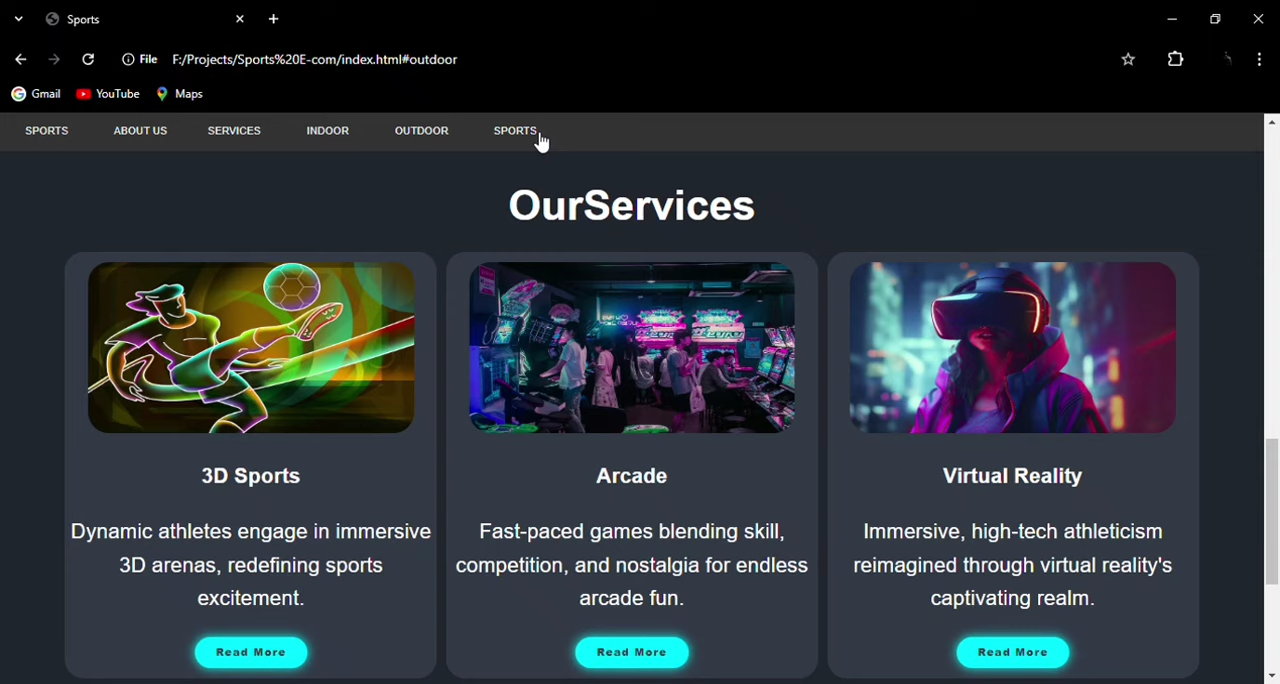 Sports
File F:/Projects/Sports%20E-com/index.html#outdoor
Gmail YouTube Maps
SPORTS ABOUT US SERVICES INDOOR OUTDOOR SPORTS
OurServices
3D Sports
Dynamic athletes engage in immersive
3D arenas, redefining sports
excitement.
Read More
Arcade
Fast-paced games blending skill,
competition, and nostalgia for endless
arcade fun.
Read More
Virtual Reality
Immersive, high-tech athleticism
reimagined through virtual reality's
captivating realm.
Read More